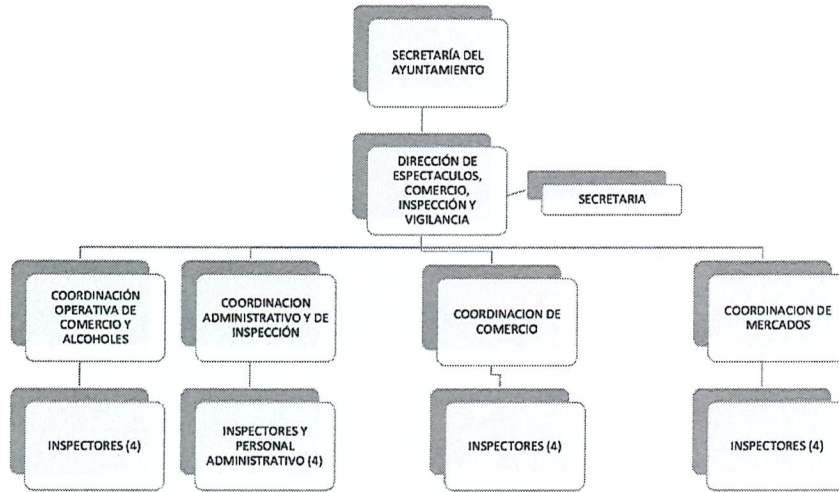 SECRETARÍA DEL
AYUNTAMIENTO
DIRECCIÓN DE
ESPECTACULOS,
COMERCIO,
INSPECCIÓN Y
VIGILANCIA
SECRETARIA
COORDINACIÓN
OPERATIVA DE
COMERCIO Y
ALCOHOLES
COORDINACION
ADMINISTRATIVO Y DE
INSPECCIÓN
COORDINACION DE
COMERCIO
COORDINACION DE
MERCADOS
INSPECTORES (4)
INSPECTORES Y
PERSONAL
ADMINISTRATIVO (4)
INSPECTORES (4)
INSPECTORES (4)